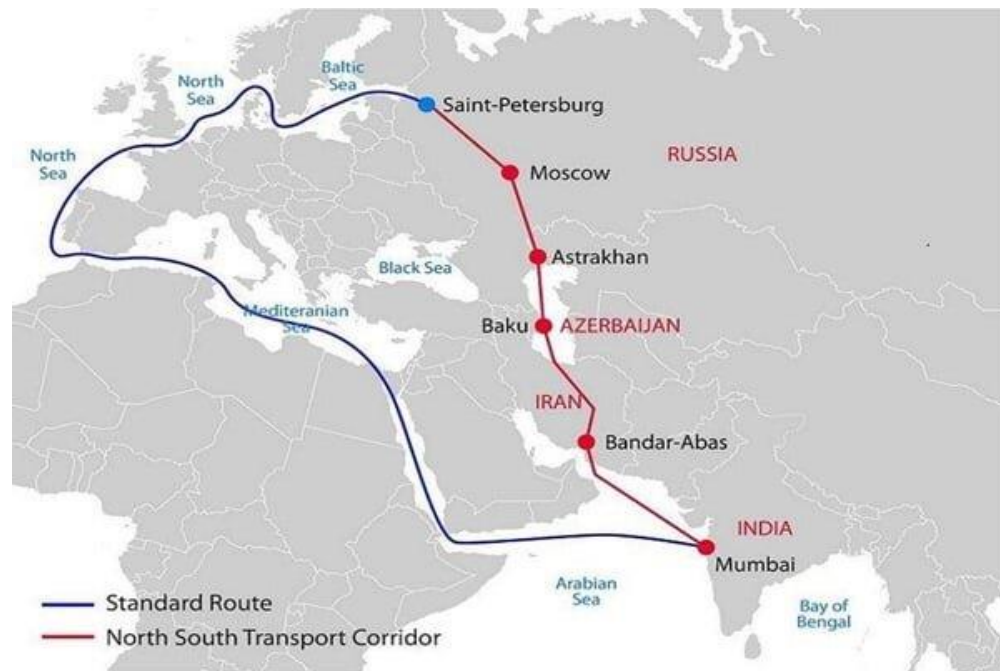 Baltic
Sea
North
Sea
Saint-Petersburg
North
Sea
RUSSIA
Moscow
Astrakhan
Black Sea
Mediteranian
Sea
Baku
AZERBAIJAN
IRAN
Bandar-Abas
INDIA
Mumbai
Arabian
Sea
Bay of
Bengal
Standard Route
North South Transport Corridor